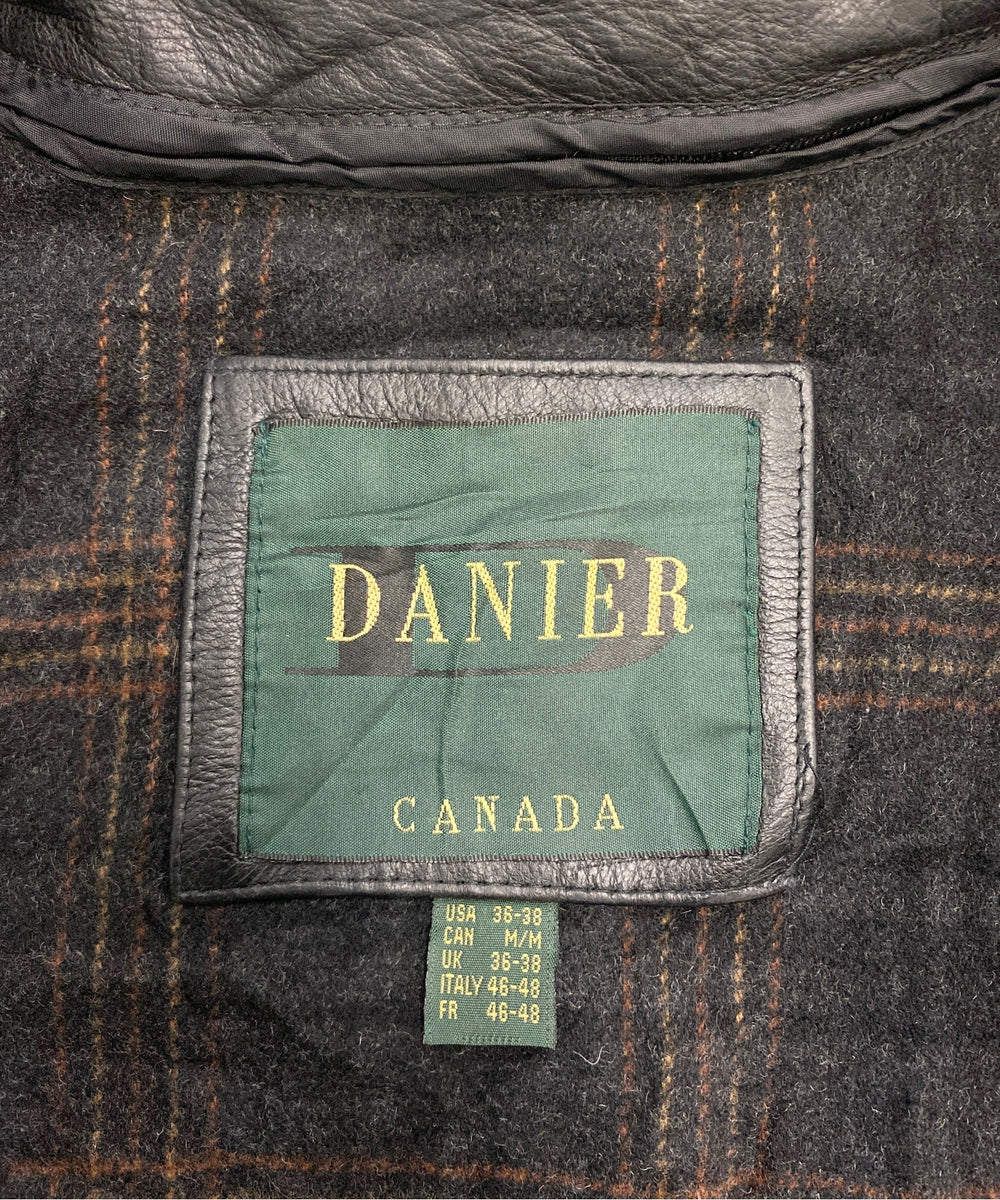 D
DANIER
CANADA
USA 36-38
CAN M/M
UK 36-38
ITALY 46-48
FR 46-48